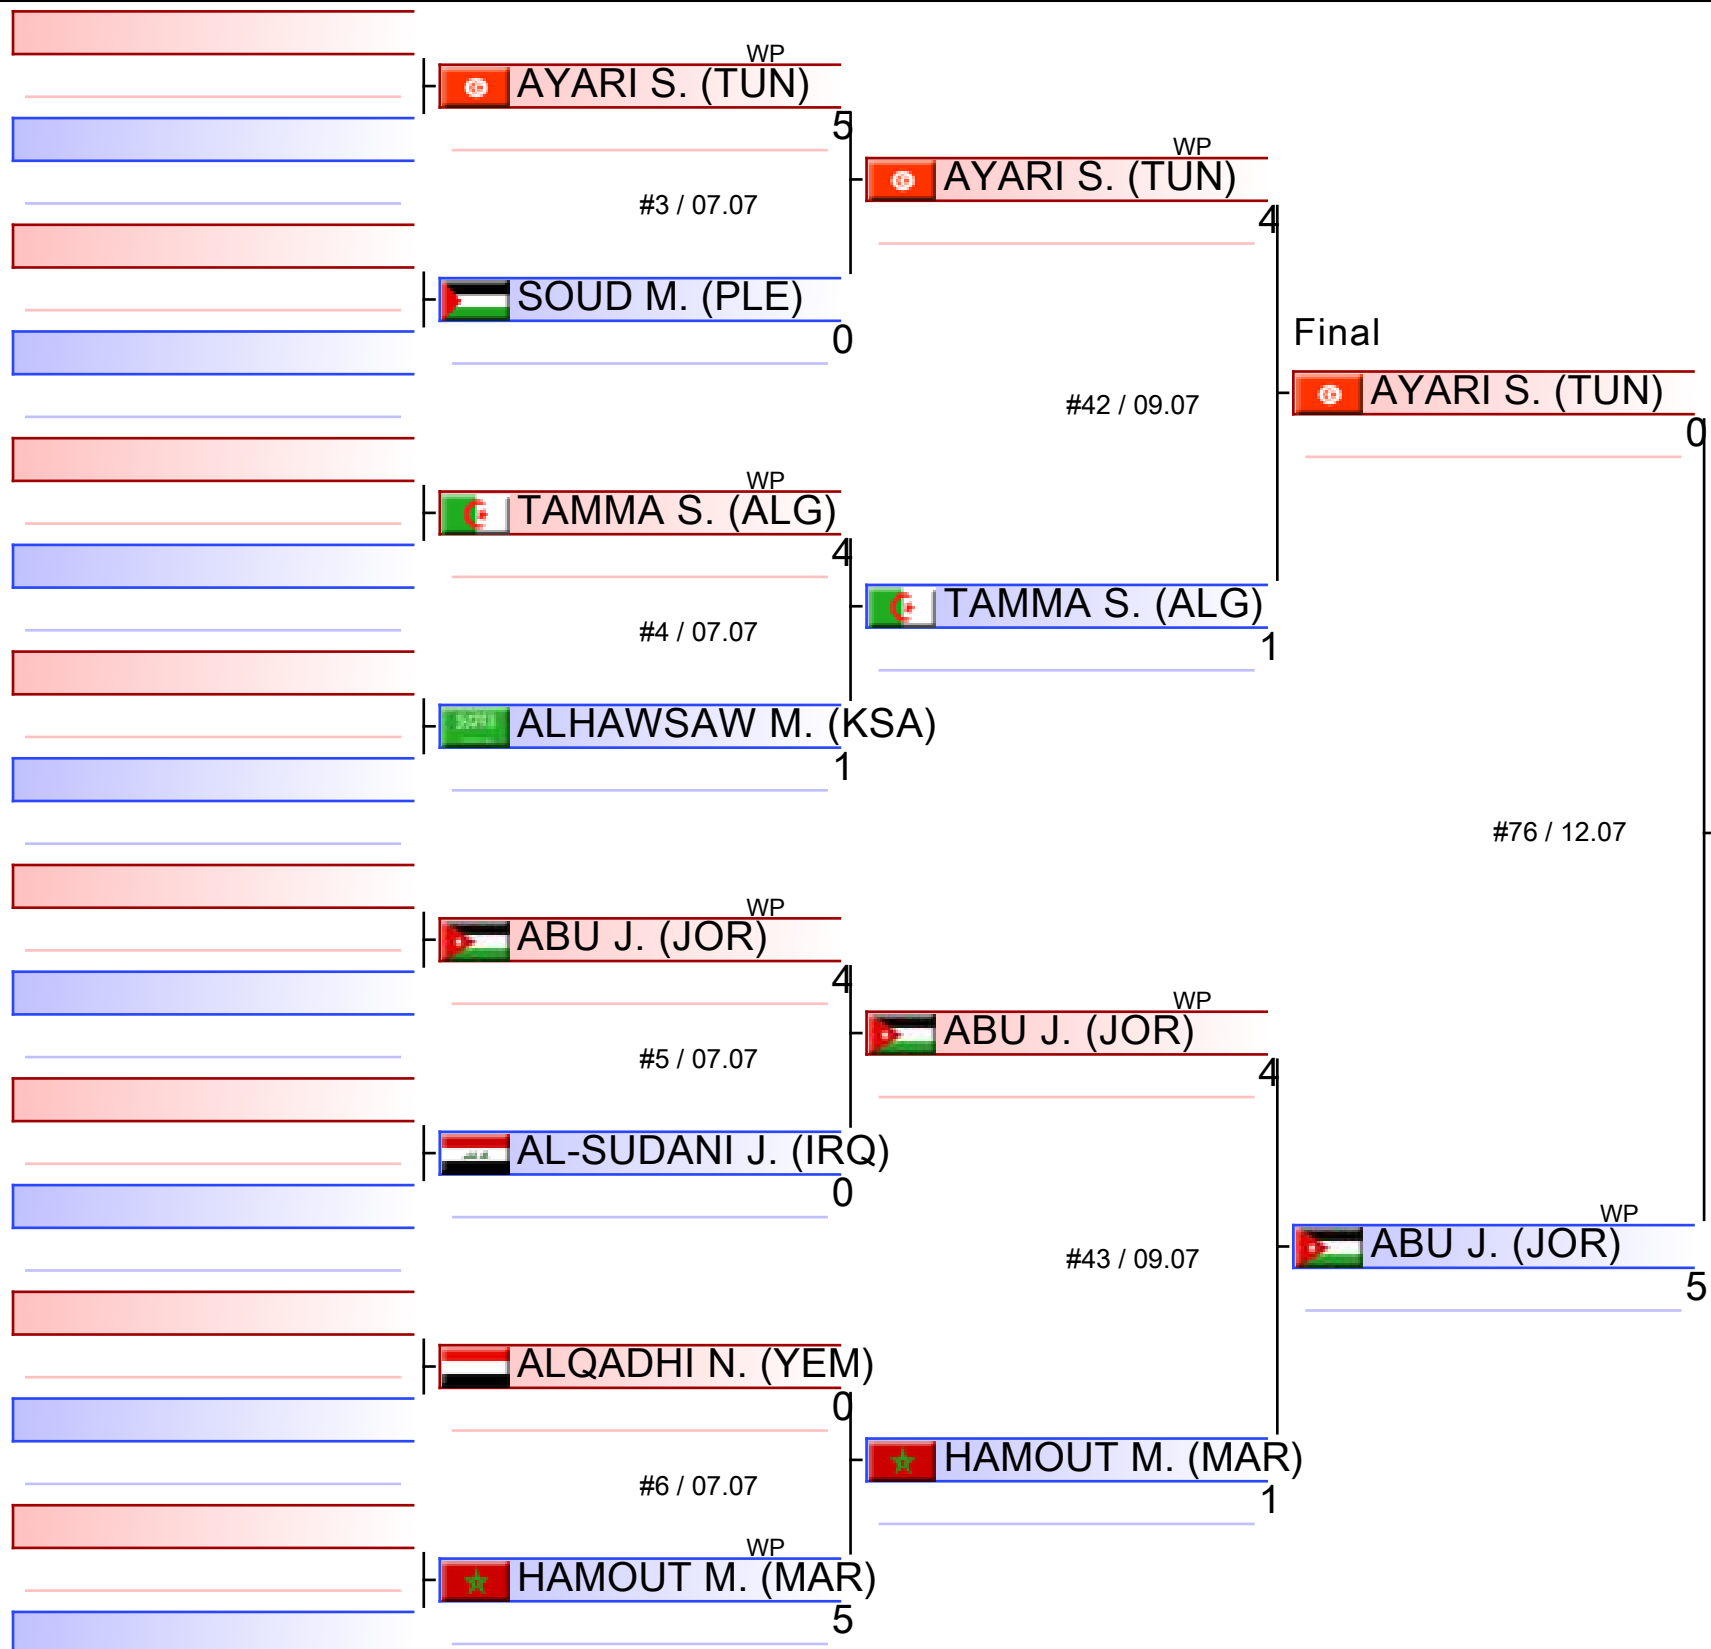 WP
AYARI S. (TUN)
5
#3 / 07.07
SOUD M. (PLE)
0
WP
TAMMA S. (ALG)
4
#4 / 07.07
ALHAWSAW M. (KSA)
1
WP
ABU J. (JOR)
4
#5 / 07.07
AL-SUDANI J. (IRQ)
0
ALQADHI N. (YEM)
0
#6 / 07.07
WP
HAMOUT M. (MAR)
5
WP
AYARI S. (TUN)
4
#42 / 09.07
TAMMA S. (ALG)
1
WP
ABU J. (JOR)
4
#43 / 09.07
HAMOUT M. (MAR)
1
Final
AYARI S. (TUN)
0
#76 / 12.07
WP
ABU J. (JOR)
5